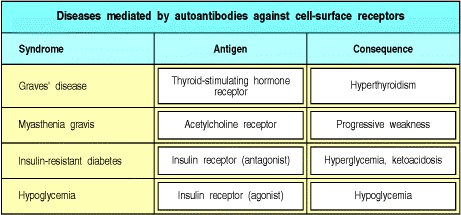 Diseases mediated by autoantibodies against cell-surface receptors
Syndrome Antigen Consequence
Graves' disease Thyroid-stimulating hormone receptor Hyperthyroidism
Myasthenia gravis Acetylcholine receptor Progressive weakness
Insulin-resistant diabetes Insulin receptor (antagonist) Hyperglycemia, ketoacidosis
Hypoglycemia Insulin receptor (agonist) Hypoglycemia